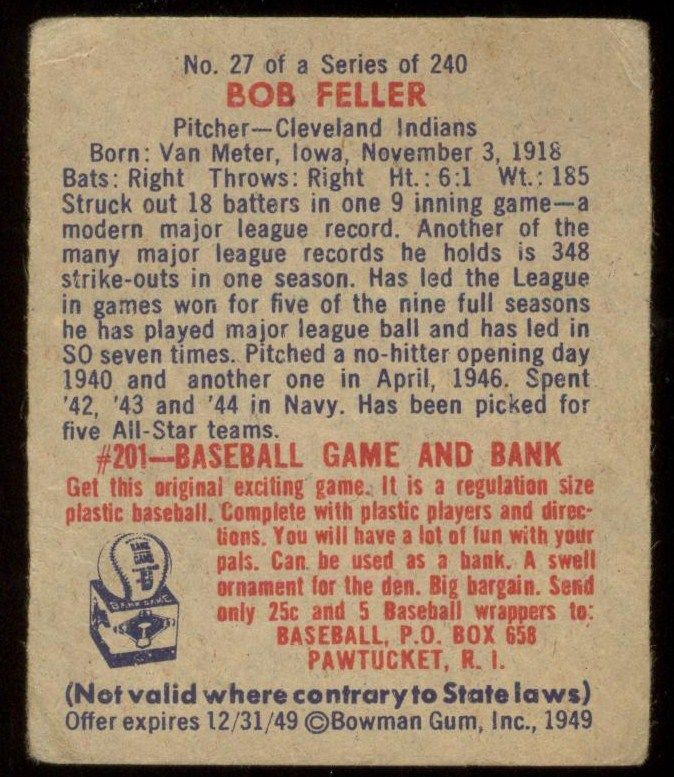 No. 27 of a Series of 240
BOB FELLER
Pitcher—Cleveland Indians
Born: Van Meter, Iowa, November 3, 1918
Bats: Right Throws: Right Ht.: 6:1 Wt.: 185
Struck out 18 batters in one 9 inning game—a
modern major league record. Another of the
many major league records he holds is 348
strike-outs in one season. Has led the League
in games won for five of the nine full seasons
he has played major league ball and has led in
SO seven times. Pitched a no-hitter opening day
1940 and another one in April, 1946. Spent
'42, '43 and '44 in Navy. Has been picked for
five All-Star teams.
#201—BASEBALL GAME AND BANK
Get this original exciting game. It is a regulation size
plastic baseball. Complete with plastic players and direc-
tions. You will have a lot of fun with your
pals. Can be used as a bank. A swell
ornament for the den. Big bargain. Send
only 25c and 5 Baseball wrappers to:
BASEBALL, P.O. BOX 658
PAWTUCKET, R. I.
BANK GAME
(Not valid where contrary to State laws)
Offer expires 12/31/49 ©Bowman Gum, Inc., 1949